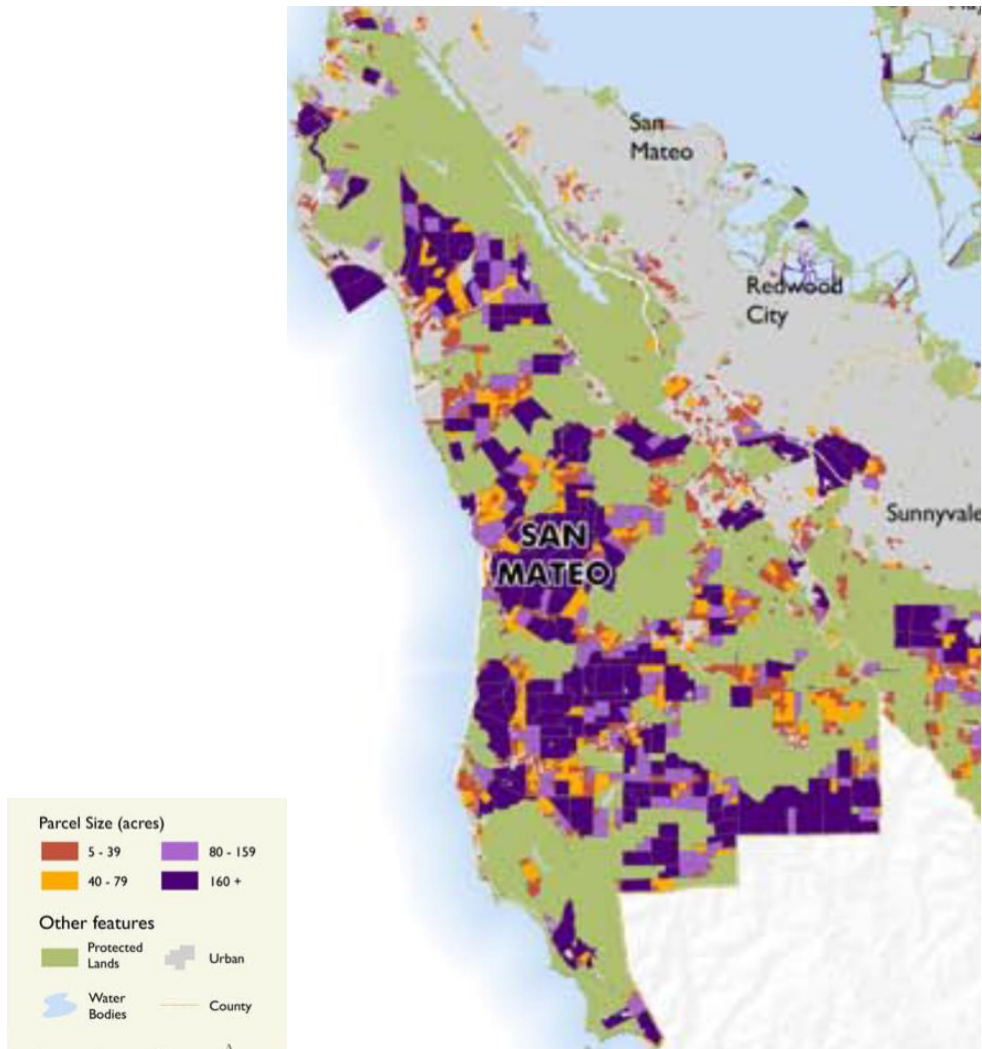 San
Mateo
Redwood
City
Sunnyvale
SAN
MATEO
Parcel Size (acres)
5 - 39
80 - 159
40 - 79
160 +
Other features
Protected
Lands
Urban
Water
Bodies
County